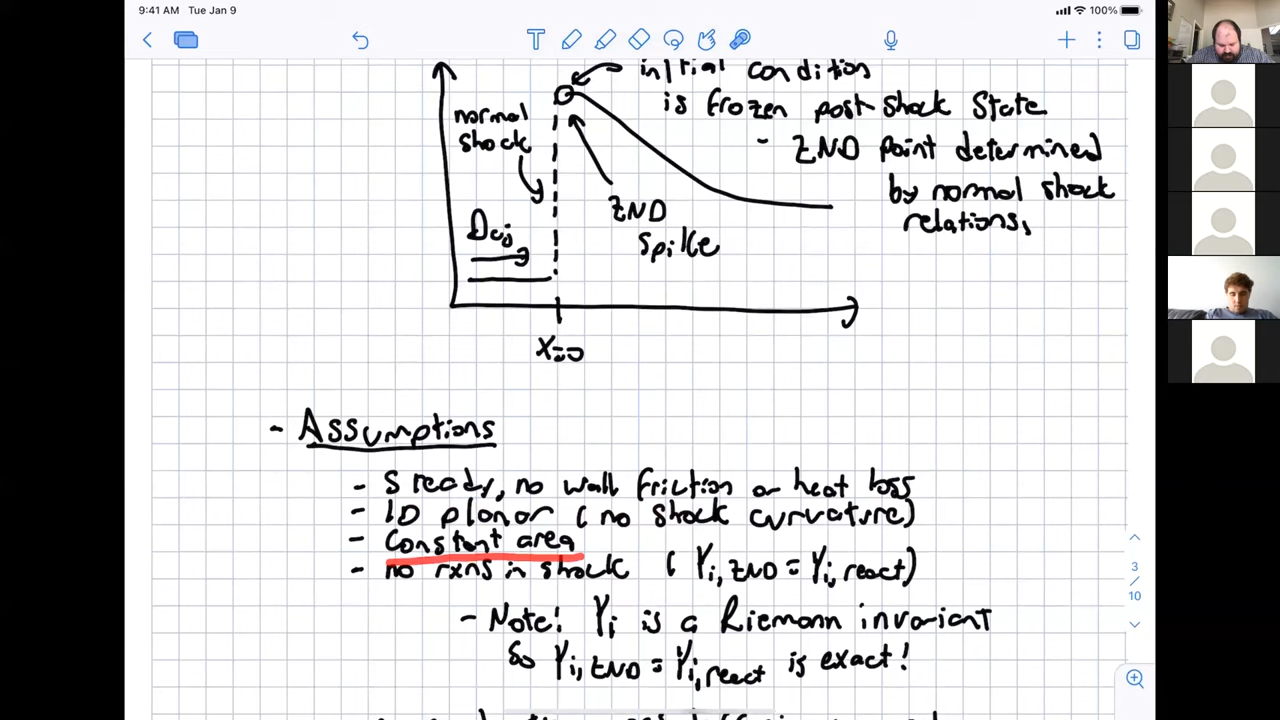 9:41 AM Tue Jan 9
100%
initial condition
is frozen post shock State
- ZND point determined
by normal shock
relations,
normal
shock
ZND
spike
Dcj
x=0
- Assumptions
- Steady, no wall friction or heat loss
- 1D planar (no shock curvature)
- Constant area
- no rxns in shock (Yi,ZND = Yi,react)
- Note! Yi is a Riemann invariant
So Yi,ZND = Yi,react is exact!
3
/
10